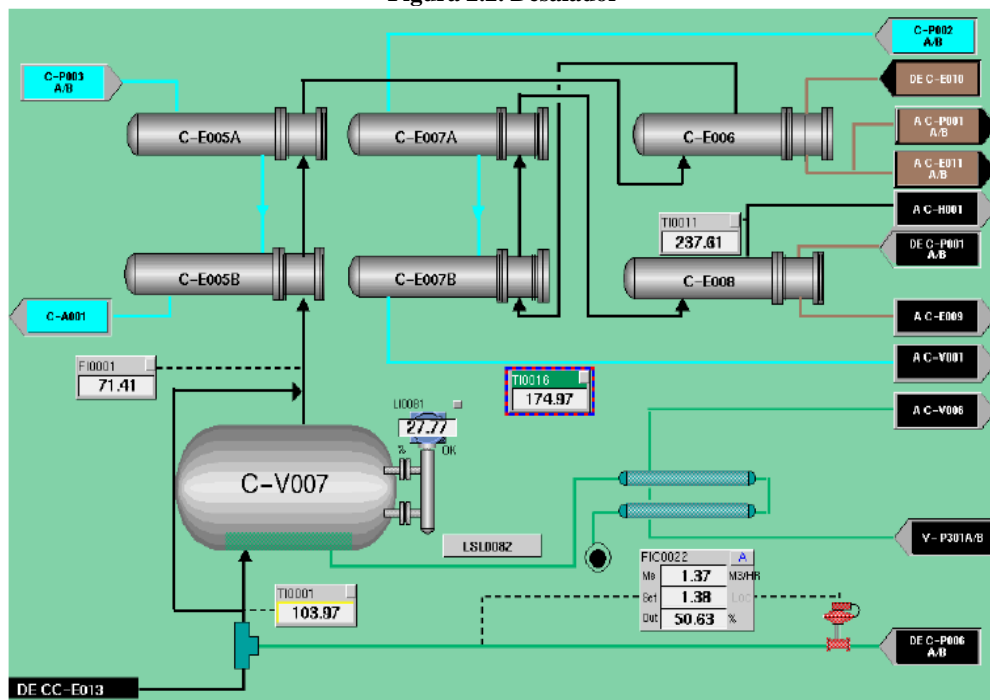 Figura 2.2. Desalador
C-P002
A/B
C-P003
A/B
DE C-E010
A C-P001
A/B
C-E005A
C-E007A
C-E006
A C-E011
A/B
A C-H001
TI0011
237.61
DE C-P001
A/B
C-E005B
C-E007B
C-E008
C-A001
A C-E009
FI0001
71.41
A C-V001
TI0016
174.97
LI0081
27.77
% OK
A C-V006
C-V007
LSL0082
V-P301A/B
FIC0022 A
Me 1.37 M3/HR
Set 1.38 Loc
Out 50.63 %
TI0001
103.97
DE C-P006
A/B
DE CC-E013